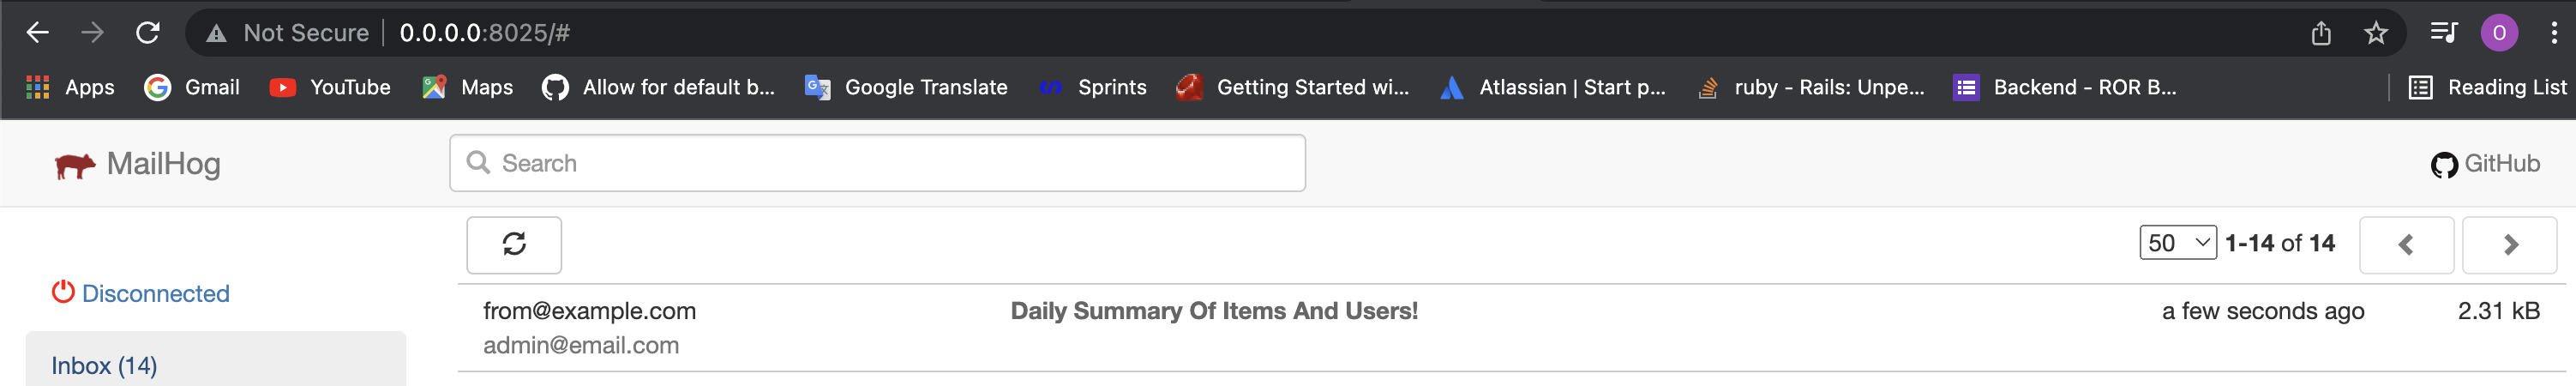 Not Secure 0.0.0.0:8025/# O
Apps Gmail YouTube Maps Allow for default b... Google Translate Sprints Getting Started wi... Atlassian | Start p... ruby - Rails: Unpe... Backend - ROR B... Reading List
MailHog Search GitHub
50 1-14 of 14
Disconnected
from@example.com Daily Summary Of Items And Users! a few seconds ago 2.31 kB
admin@email.com
Inbox (14)